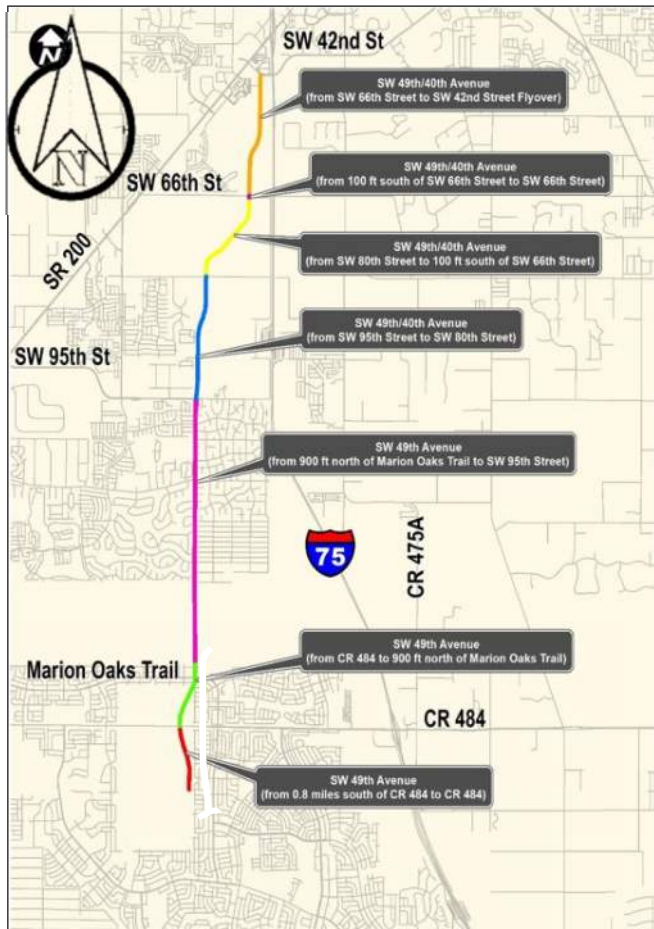 SW 42nd St
N
SW 49th/40th Avenue
(from SW 66th Street to SW 42nd Street Flyover)
N
SW 66th St
SW 49th/40th Avenue
(from 100 ft south of SW 66th Street to SW 66th Street)
SR 200
SW 49th/40th Avenue
(from SW 80th Street to 100 ft south of SW 66th Street)
SW 95th St
SW 49th/40th Avenue
(from SW 95th Street to SW 80th Street)
SW 49th Avenue
(from 900 ft north of Marion Oaks Trail to SW 95th Street)
75
CR 475A
Marion Oaks Trail
SW 49th Avenue
(from CR 484 to 900 ft north of Marion Oaks Trail)
CR 484
SW 49th Avenue
(from 0.8 miles south of CR 484 to CR 484)